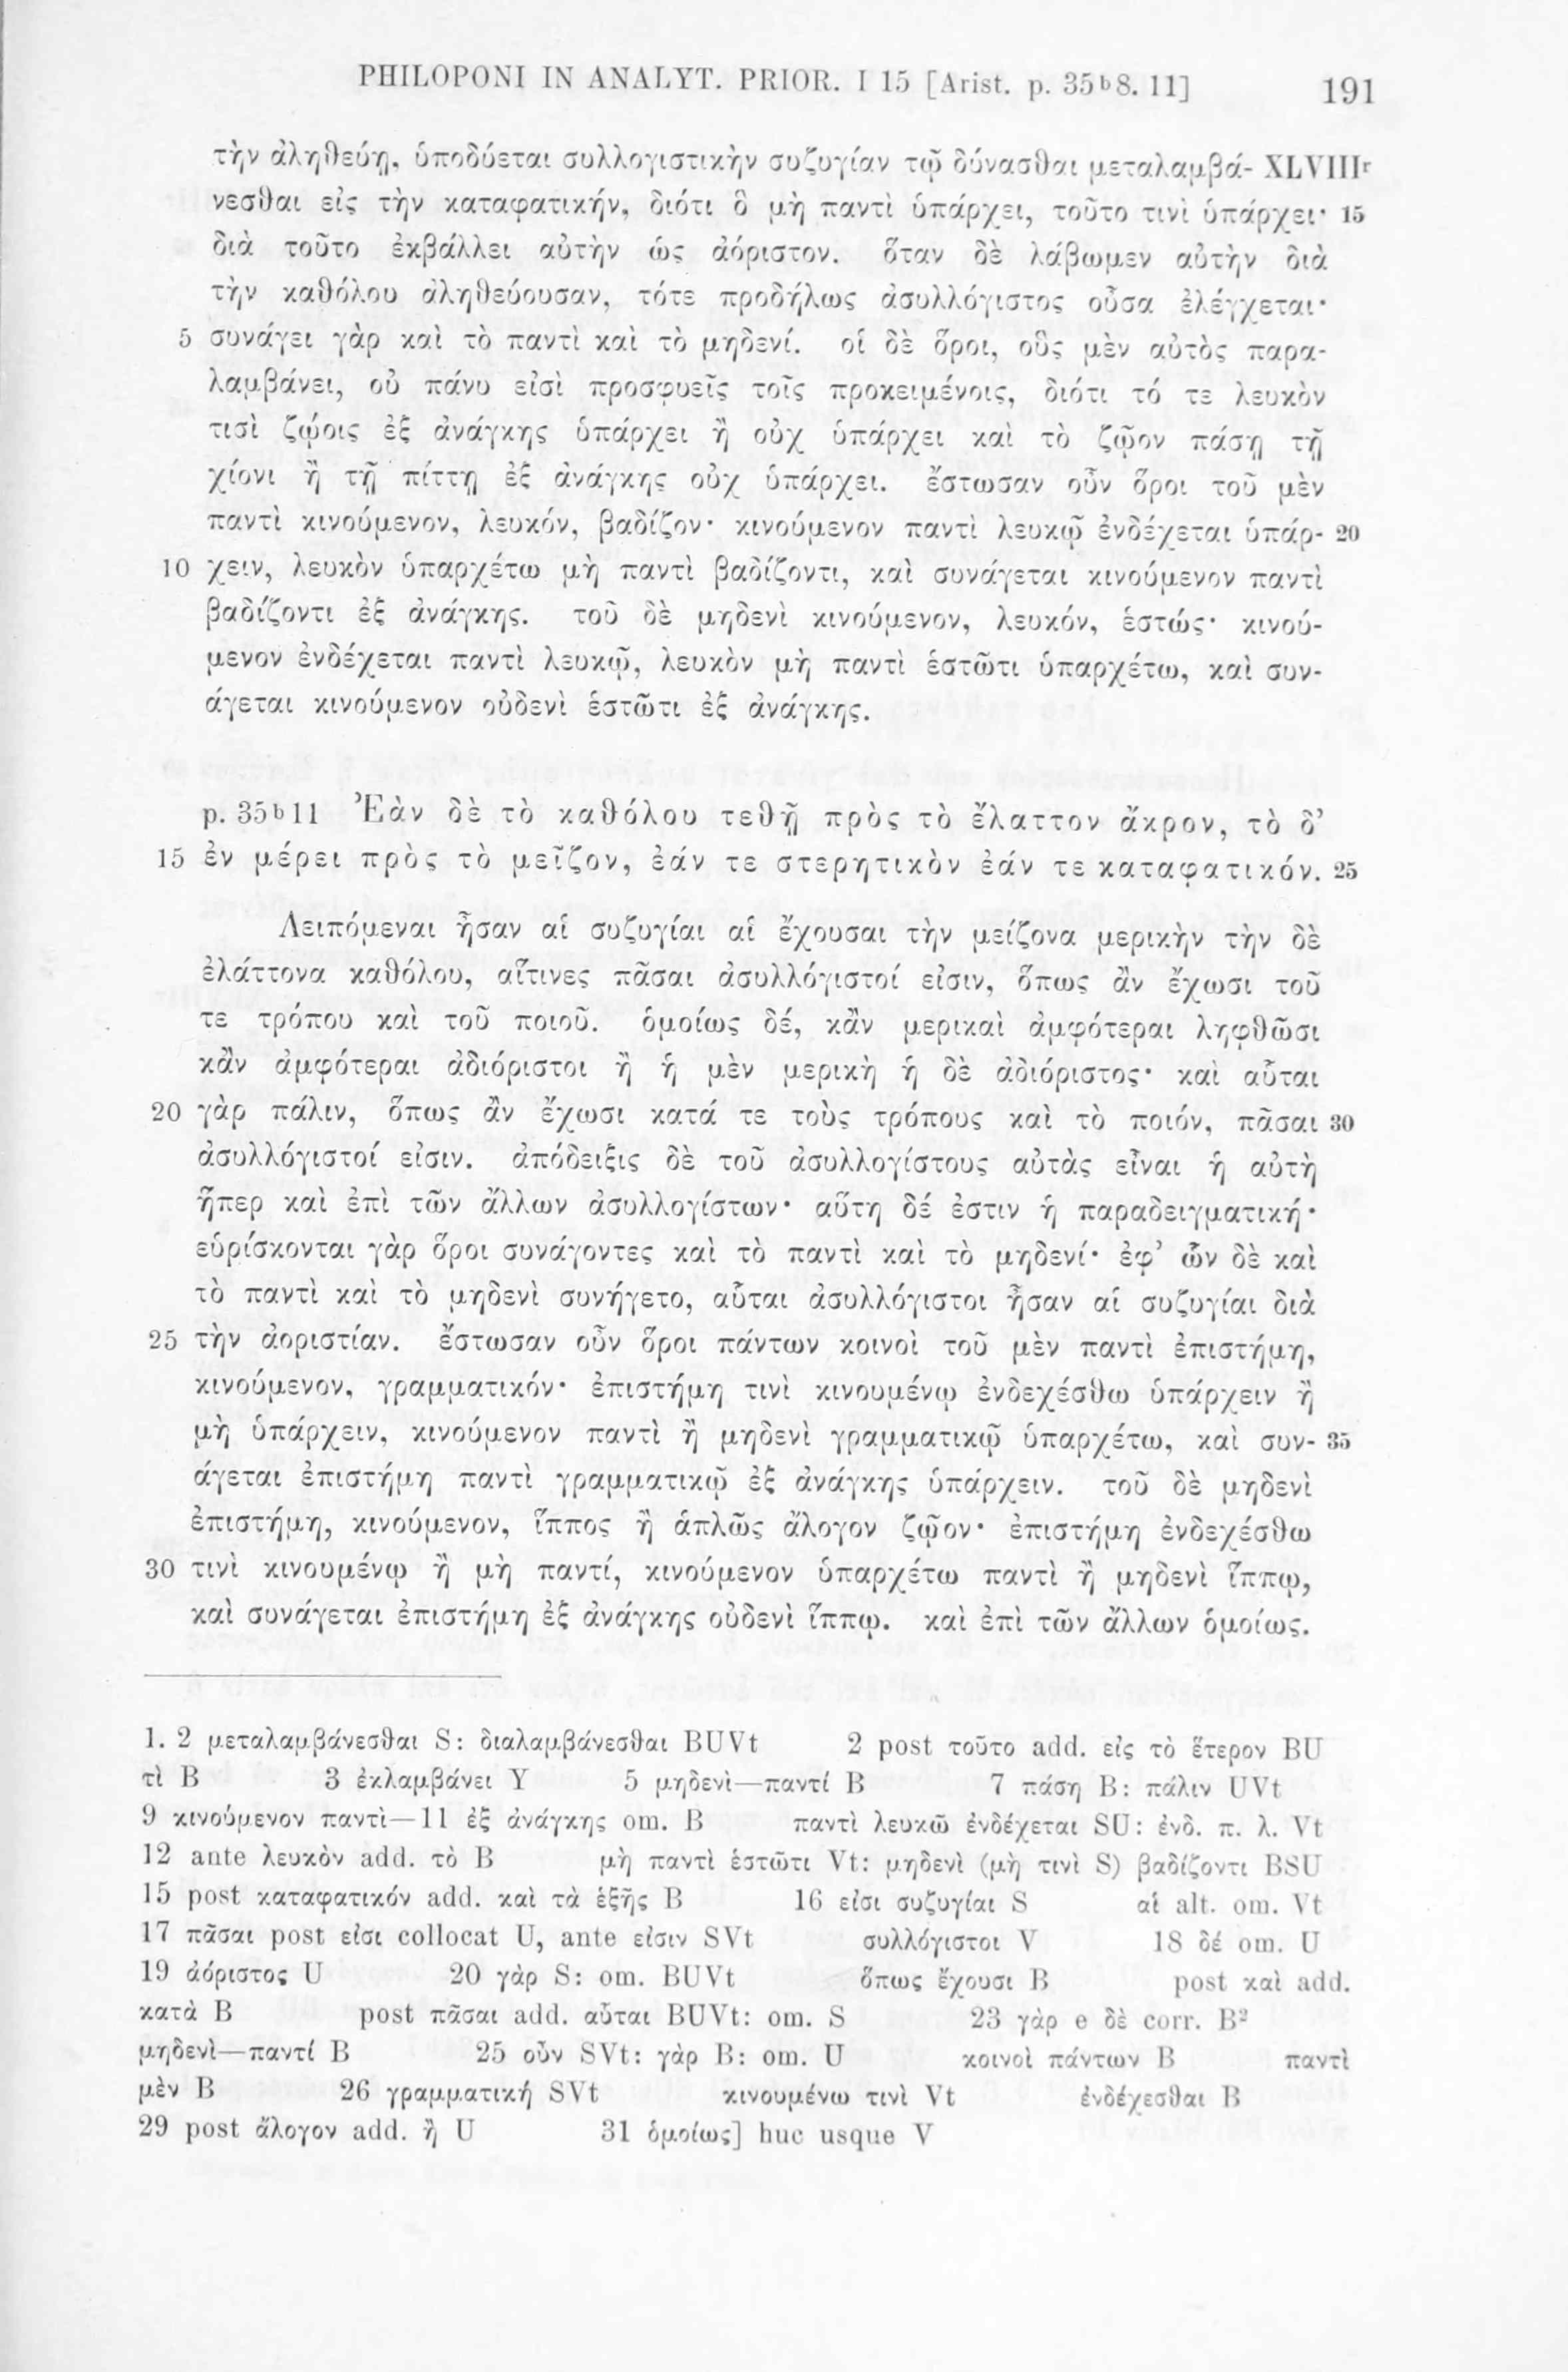 PHILOPONI IN ANALYT. PRIOR. I 15 [Arist. p. 35b8. 11] 191
τὴν ἀληθεύῃ, ὑποδύεται συλλογιστικὴν συζυγίαν τῷ δύνασθαι μεταλαμβά- XLVIIIr
νεσθαι εἰς τὴν καταφατικήν, διότι ὃ μὴ παντὶ ὑπάρχει, τοῦτο τινὶ ὑπάρχει· 15
διὰ τοῦτο ἐκβάλλει αὐτὴν ὡς ἀόριστον. ὅταν δὲ λάβωμεν αὐτὴν διὰ
τὴν καθόλου ἀληθεύουσαν, τότε προδήλως ἀσυλλόγιστος οὖσα ἐλέγχεται·
5 συνάγει γὰρ καὶ τὸ παντὶ καὶ τὸ μηδενί. οἱ δὲ ὅροι, οὓς μὲν αὐτὸς παρα-
λαμβάνει, οὐ πάνυ εἰσὶ προσφυεῖς τοῖς προκειμένοις, διότι τό τε λευκὸν
τισὶ ζῴοις ἐξ ἀνάγκης ὑπάρχει ἢ οὐχ ὑπάρχει καὶ τὸ ζῷον πάσῃ τῇ
χίονι ἢ τῇ πίττῃ ἐξ ἀνάγκης οὐχ ὑπάρχει. ἔστωσαν οὖν ὅροι τοῦ μὲν
παντὶ κινούμενον, λευκόν, βαδίζον· κινούμενον παντὶ λευκῷ ἐνδέχεται ὑπάρ- 20
10 χειν, λευκὸν ὑπαρχέτω μὴ παντὶ βαδίζοντι, καὶ συνάγεται κινούμενον παντὶ
βαδίζοντι ἐξ ἀνάγκης. τοῦ δὲ μηδενὶ κινούμενον, λευκόν, ἑστώς· κινού-
μενον ἐνδέχεται παντὶ λευκῷ, λευκὸν μὴ παντὶ ἑστῶτι ὑπαρχέτω, καὶ συν-
άγεται κινούμενον οὐδενὶ ἑστῶτι ἐξ ἀνάγκης.
p. 35b11 Ἐὰν δὲ τὸ καθόλου τεθῇ πρὸς τὸ ἔλαττον ἄκρον, τὸ δ’
15 ἐν μέρει πρὸς τὸ μεῖζον, ἐάν τε στερητικὸν ἐάν τε καταφατικόν. 25
Λειπόμεναι ἦσαν αἱ συζυγίαι αἱ ἔχουσαι τὴν μείζονα μερικὴν τὴν δὲ
ἐλάττονα καθόλου, αἵτινες πᾶσαι ἀσυλλόγιστοί εἰσιν, ὅπως ἂν ἔχωσι τοῦ
τε τρόπου καὶ τοῦ ποιοῦ. ὁμοίως δέ, κἂν μερικαὶ ἀμφότεραι ληφθῶσι
κἂν ἀμφότεραι ἀδιόριστοι ἢ ἡ μὲν μερικὴ ἡ δὲ ἀδιόριστος· καὶ αὗται
20 γὰρ πάλιν, ὅπως ἂν ἔχωσι κατά τε τοὺς τρόπους καὶ τὸ ποιόν, πᾶσαι 30
ἀσυλλόγιστοί εἰσιν. ἀπόδειξις δὲ τοῦ ἀσυλλογίστους αὐτὰς εἶναι ἡ αὐτὴ
ἥπερ καὶ ἐπὶ τῶν ἄλλων ἀσυλλογίστων· αὕτη δέ ἐστιν ἡ παραδειγματική·
εὑρίσκονται γὰρ ὅροι συνάγοντες καὶ τὸ παντὶ καὶ τὸ μηδενί· ἐφ’ ὧν δὲ καὶ
τὸ παντὶ καὶ τὸ μηδενὶ συνήγετο, αὗται ἀσυλλόγιστοι ἦσαν αἱ συζυγίαι διὰ
25 τὴν ἀοριστίαν. ἔστωσαν οὖν ὅροι πάντων κοινοὶ τοῦ μὲν παντὶ ἐπιστήμη,
κινούμενον, γραμματικόν· ἐπιστήμη τινὶ κινουμένῳ ἐνδεχέσθω ὑπάρχειν ἢ
μὴ ὑπάρχειν, κινούμενον παντὶ ἢ μηδενὶ γραμματικῷ ὑπαρχέτω, καὶ συν- 35
άγεται ἐπιστήμη παντὶ γραμματικῷ ἐξ ἀνάγκης ὑπάρχειν. τοῦ δὲ μηδενὶ
ἐπιστήμη, κινούμενον, ἵππος ἢ ἁπλῶς ἄλογον ζῷον· ἐπιστήμη ἐνδεχέσθω
30 τινὶ κινουμένῳ ἢ μὴ παντί, κινούμενον ὑπαρχέτω παντὶ ἢ μηδενὶ ἵππῳ,
καὶ συνάγεται ἐπιστήμη ἐξ ἀνάγκης οὐδενὶ ἵππῳ. καὶ ἐπὶ τῶν ἄλλων ὁμοίως.
1. 2 μεταλαμβάνεσθαι S: διαλαμβάνεσθαι BUVt 2 post τοῦτο add. εἰς τὸ ἕτερον BU
τὶ B 3 ἐκλαμβάνει Y 5 μηδενὶ—παντί B 7 πάσῃ B: πάλιν UVt
9 κινούμενον παντὶ—11 ἐξ ἀνάγκης om. B παντὶ λευκῶ ἐνδέχεται SU: ἐνδ. π. λ. Vt
12 ante λευκὸν add. τὸ B μὴ παντὶ ἑστῶτι Vt: μηδενὶ (μὴ τινὶ S) βαδίζοντι BSU
15 post καταφατικόν add. καὶ τὰ ἑξῆς B 16 εἰσι συζυγίαι S αἱ alt. om. Vt
17 πᾶσαι post εἰσι collocat U, ante εἰσιν SVt συλλόγιστοι V 18 δέ om. U
19 ἀόριστος U 20 γὰρ S: om. BUVt ὅπως ἔχουσι B post καὶ add.
κατὰ B post πᾶσαι add. αὗται BUVt: om. S 23 γὰρ e δὲ corr. B2
μηδενὶ—παντί B 25 οὖν SVt: γὰρ B: om. U κοινοὶ πάντων B παντὶ
μὲν B 26 γραμματική SVt κινουμένω τινὶ Vt ἐνδέχεσθαι B
29 post ἄλογον add. ἢ U 31 ὁμοίως] huc usque V